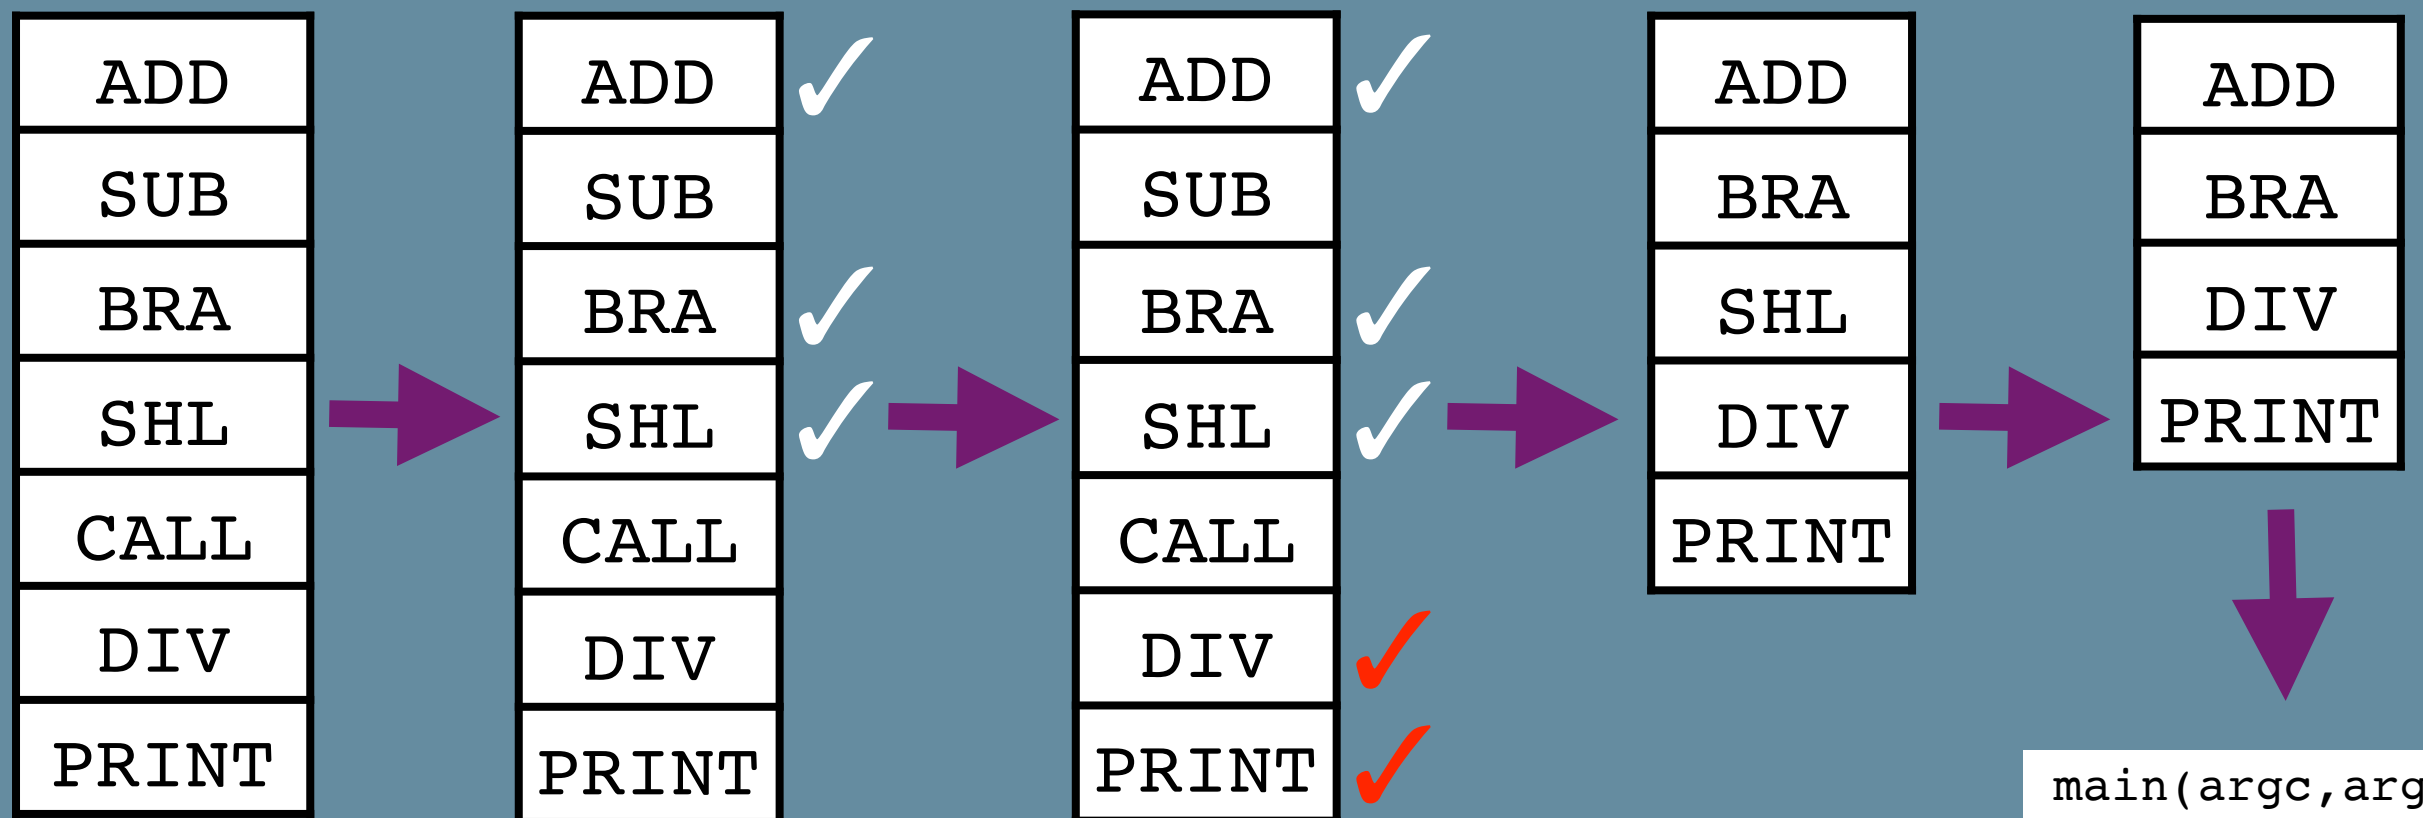 ADD
SUB
BRA
SHL
CALL
DIV
PRINT
ADD
SUB
BRA
SHL
CALL
DIV
PRINT
ADD
SUB
BRA
SHL
CALL
DIV
PRINT
ADD
BRA
SHL
DIV
PRINT
ADD
BRA
DIV
PRINT
main(argc,arg